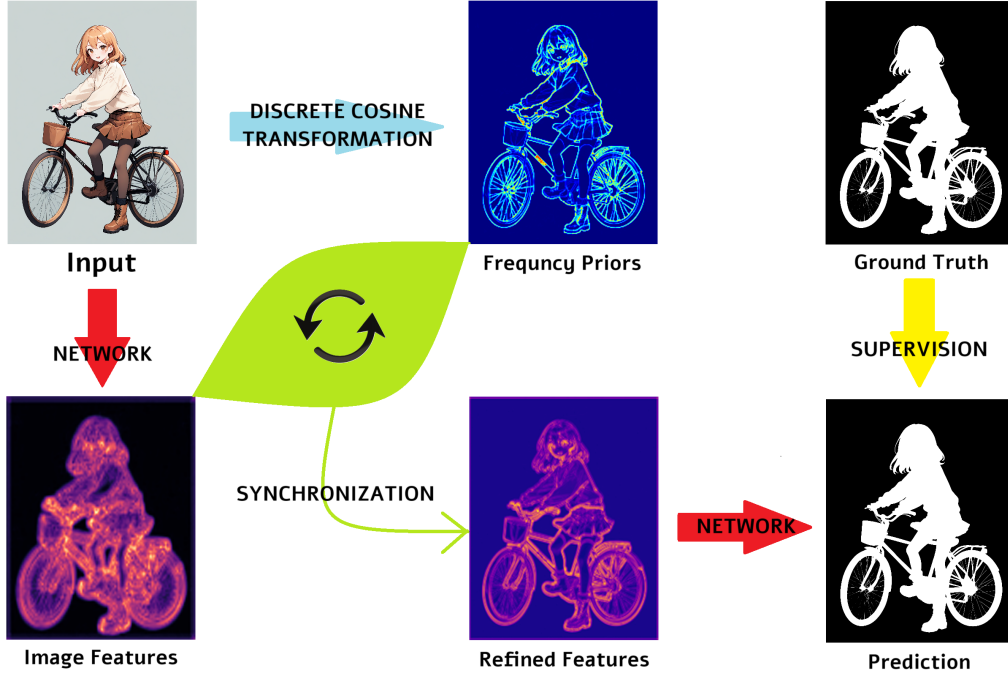 DISCRETE COSINE
TRANSFORMATION
Input
Frequncy Priors
Ground Truth
NETWORK
SUPERVISION
SYNCHRONIZATION
NETWORK
Image Features
Refined Features
Prediction